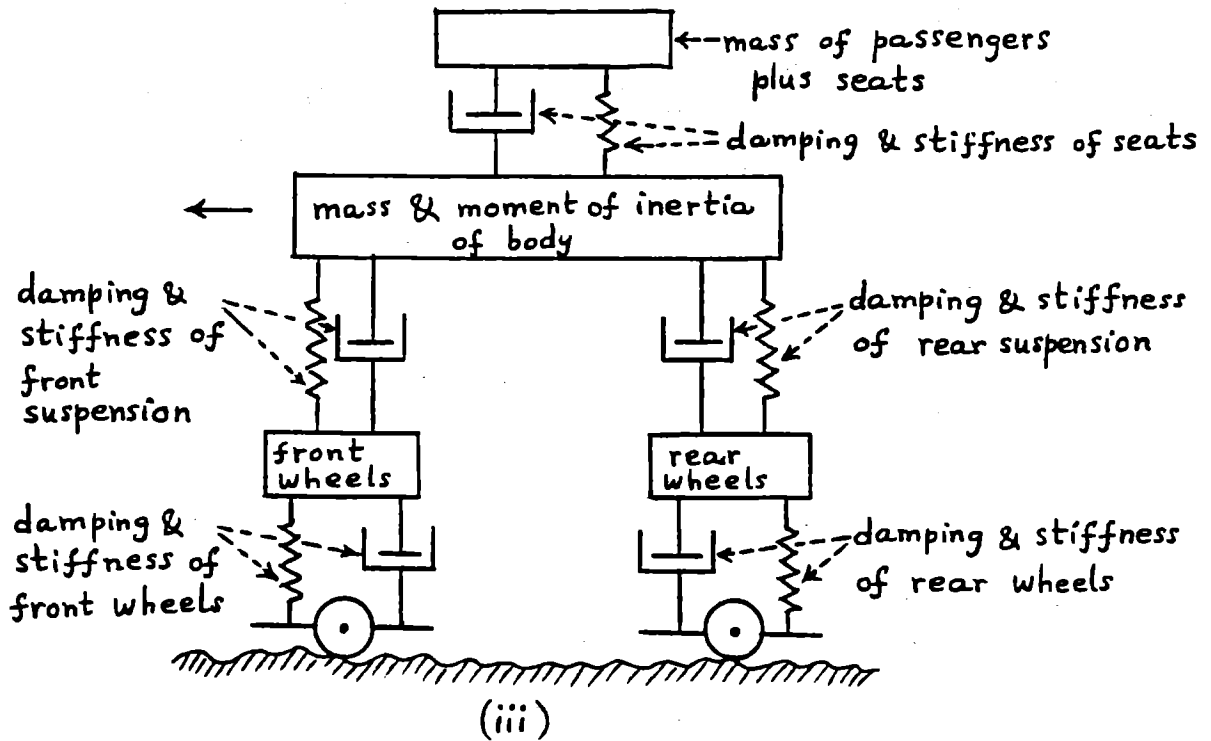 mass of passengers
plus seats
damping & stiffness of seats
mass & moment of inertia
of body
damping &
stiffness of
front
suspension
damping & stiffness
of rear suspension
front
wheels
rear
wheels
damping &
stiffness of
front wheels
damping & stiffness
of rear wheels
(iii)